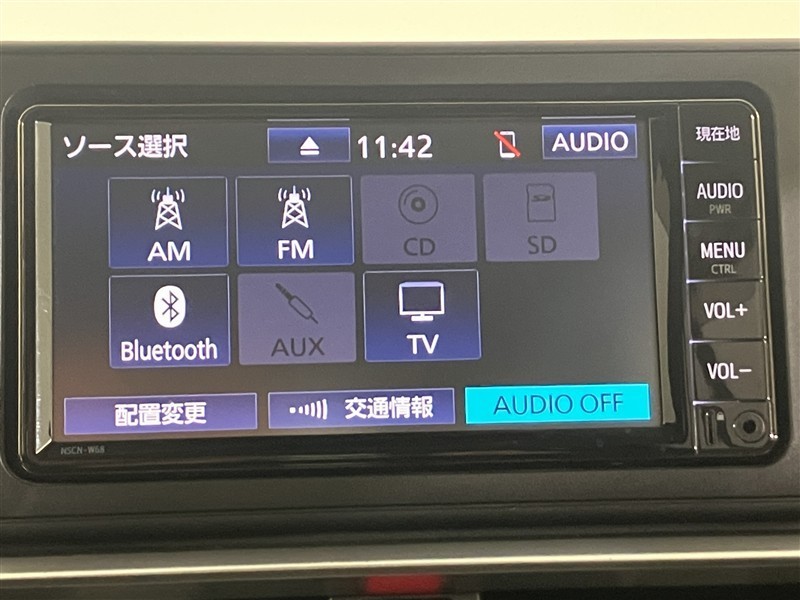 ソース選択
11:42
AUDIO
現在地
AM
FM
CD
SD
AUDIO
PWR
MENU
CTRL
Bluetooth
AUX
TV
VOL+
VOL−
配置変更
交通情報
AUDIO OFF
NSCN-W68